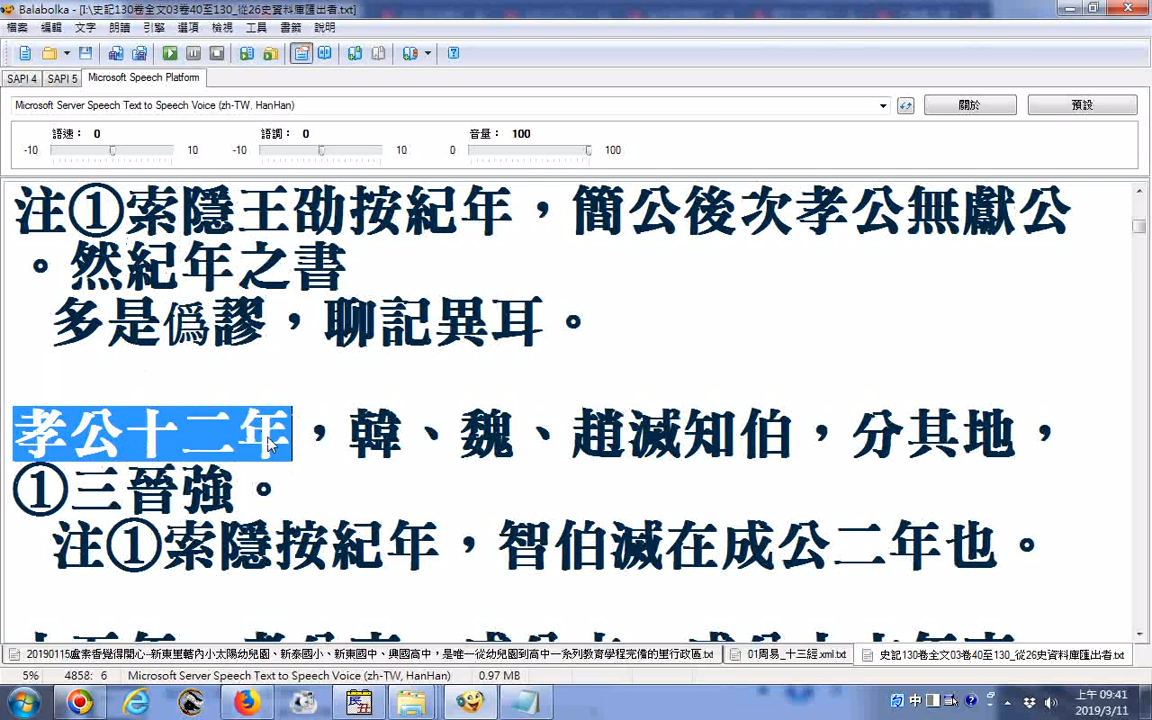 Balabolka - [I:\史記130卷全文03卷40至130_從26史資料庫匯出者.txt]
檔案 編輯 文字 朗讀 引擎 選項 檢視 工具 書籤 說明
SAPI 4 SAPI 5 Microsoft Speech Platform
Microsoft Server Speech Text to Speech Voice (zh-TW, HanHan) 關於 預設
語速： 0 語調： 0 音量： 100
-10 10 -10 10 0 100
注①索隱王劭按紀年，簡公後次孝公無獻公
。然紀年之書
多是僞謬，聊記異耳。
孝公十二年，韓、魏、趙滅知伯，分其地，
①三晉強。
注①索隱按紀年，智伯滅在成公二年也。
20190115盧素香覺得開心--新東里轄內小太陽幼兒園、新泰國小、新東國中、興國高中，是唯一從幼兒園到高中一系列教育學程完備的里行政區.txt 01周易_十三經.xml.txt 史記130卷全文03卷40至130_從26史資料庫匯出者.txt
5% 4858: 6 Microsoft Server Speech Text to Speech Voice (zh-TW, HanHan) 0.97 MB
中 上午 09:41
2019/3/11